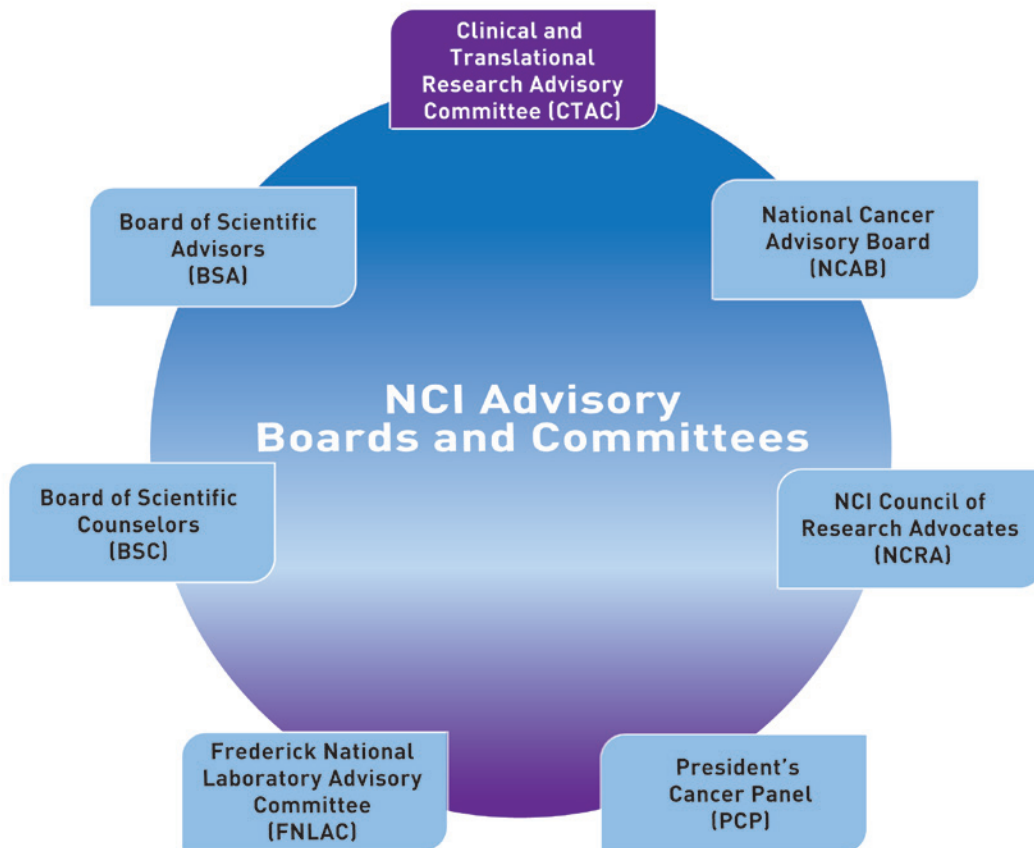 Clinical and
Translational
Research Advisory
Committee (CTAC)
Board of Scientific
Advisors
(BSA)
National Cancer
Advisory Board
(NCAB)
NCI Advisory
Boards and Committees
Board of Scientific
Counselors
(BSC)
NCI Council of
Research Advocates
(NCRA)
Frederick National
Laboratory Advisory
Committee
(FNLAC)
President’s
Cancer Panel
(PCP)